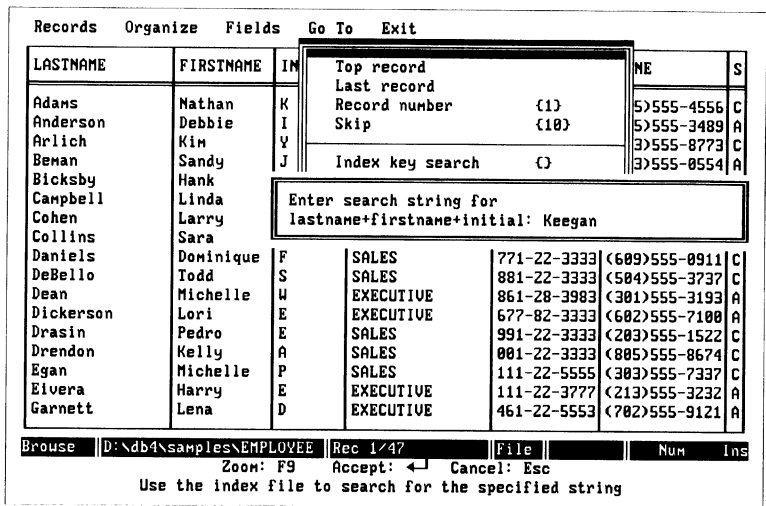 Records Organize Fields Go To Exit
LASTNAME FIRSTNAME IN Top record NE S
Last record
Adams Nathan K Record number {1} 5)555-4556 C
Anderson Debbie I Skip {10} 5)555-3489 A
Arlich Kim Y 3)555-8773 C
Beman Sandy J Index key search {} 3)555-0554 A
Bicksby Hank
Campbell Linda Enter search string for
Cohen Larry lastname+firstname+initial: Keegan
Collins Sara
Daniels Dominique F SALES 771-22-3333 (609)555-0911 C
DeBello Todd S SALES 881-22-3333 (504)555-3737 C
Dean Michelle W EXECUTIVE 861-28-3983 (301)555-3193 A
Dickerson Lori E EXECUTIVE 677-82-3333 (602)555-7100 A
Drasin Pedro E SALES 991-22-3333 (203)555-1522 C
Drendon Kelly A SALES 001-22-3333 (805)555-8674 C
Egan Michelle P SALES 111-22-5555 (303)555-7337 C
Eivera Harry E EXECUTIVE 111-22-3777 (213)555-3232 A
Garnett Lena D EXECUTIVE 461-22-5553 (702)555-9121 A
Browse D:\db4\samples\EMPLOYEE Rec 1/47 File Num Ins
Zoom: F9 Accept: ↵ Cancel: Esc
Use the index file to search for the specified string